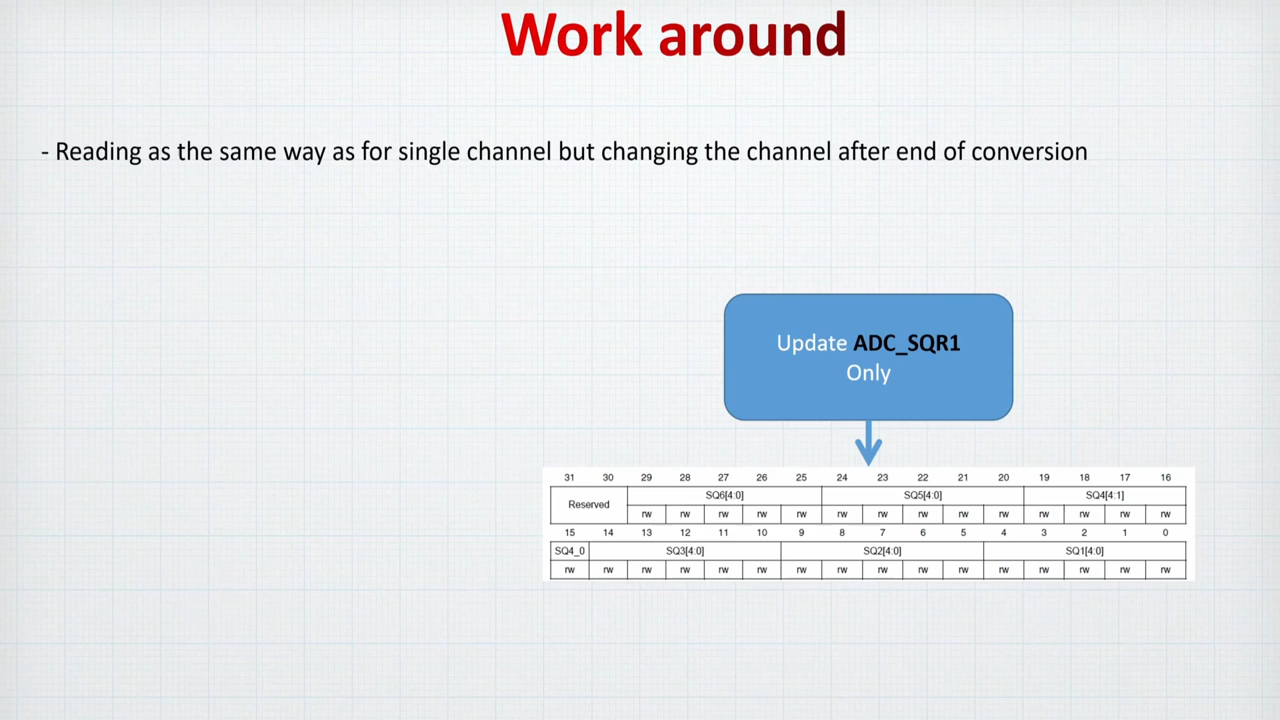 Work around
- Reading as the same way as for single channel but changing the channel after end of conversion
Update ADC_SQR1
Only
31 30 29 28 27 26 25 24 23 22 21 20 19 18 17 16
Reserved SQ6[4:0] SQ5[4:0] SQ4[4:1]
rw rw rw rw rw rw rw rw rw rw rw rw rw rw
15 14 13 12 11 10 9 8 7 6 5 4 3 2 1 0
SQ4_0 SQ3[4:0] SQ2[4:0] SQ1[4:0]
rw rw rw rw rw rw rw rw rw rw rw rw rw rw rw rw